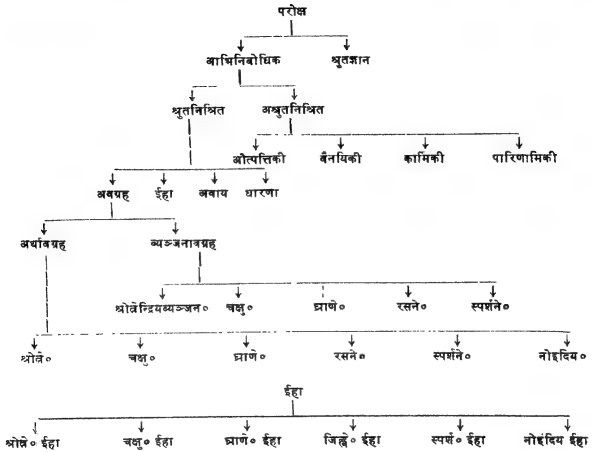 परोक्ष
आभिनिबोधिक श्रुतज्ञान
श्रुतनिश्रित अश्रुतनिश्रित
औत्पत्तिकी वैनयिकी कार्मिकी पारिणामिकी
अवग्रह ईहा अवाय धारणा
अर्थावग्रह व्यञ्जनावग्रह
श्रोत्रेन्द्रियव्यञ्जन० चक्षु० घ्राणे० रसने० स्पर्शने०
श्रोत्रे० चक्षु० घ्राणे० रसने० स्पर्शने० नोइंदिय०
ईहा
श्रोत्रे० ईहा चक्षु० ईहा घ्राणे० ईहा जिह्वे० ईहा स्पर्श० ईहा नोइंदिय ईहा